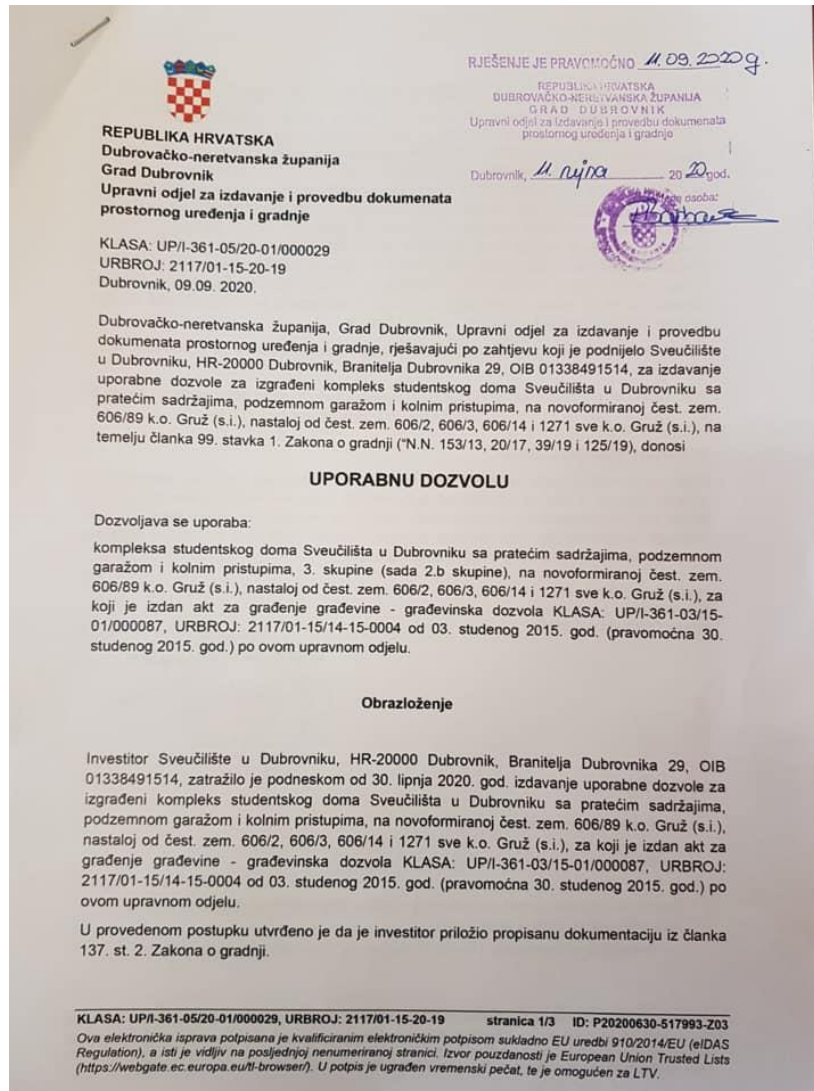 RJEŠENJE JE PRAVOMOĆNO 11.09.2020 g.
REPUBLIKA HRVATSKA
DUBROVAČKO-NERETVANSKA ŽUPANIJA
GRAD DUBROVNIK
Upravni odjel za izdavanje i provedbu dokumenata
prostornog uređenja i gradnje
Dubrovnik, 11. rujna 2020 god.
osoba:
REPUBLIKA HRVATSKA
Dubrovačko-neretvanska županija
Grad Dubrovnik
Upravni odjel za izdavanje i provedbu dokumenata
prostornog uređenja i gradnje
KLASA: UP/I-361-05/20-01/000029
URBROJ: 2117/01-15-20-19
Dubrovnik, 09.09. 2020.
Dubrovačko-neretvanska županija, Grad Dubrovnik, Upravni odjel za izdavanje i provedbu
dokumenata prostornog uređenja i gradnje, rješavajući po zahtjevu koji je podnijelo Sveučilište
u Dubrovniku, HR-20000 Dubrovnik, Branitelja Dubrovnika 29, OIB 01338491514, za izdavanje
uporabne dozvole za izgrađeni kompleks studentskog doma Sveučilišta u Dubrovniku sa
pratećim sadržajima, podzemnom garažom i kolnim pristupima, na novoformiranoj čest. zem.
606/89 k.o. Gruž (s.i.), nastaloj od čest. zem. 606/2, 606/3, 606/14 i 1271 sve k.o. Gruž (s.i.), na
temelju članka 99. stavka 1. Zakona o gradnji ("N.N. 153/13, 20/17, 39/19 i 125/19), donosi
UPORABNU DOZVOLU
Dozvoljava se uporaba:
kompleksa studentskog doma Sveučilišta u Dubrovniku sa pratećim sadržajima, podzemnom
garažom i kolnim pristupima, 3. skupine (sada 2.b skupine), na novoformiranoj čest. zem.
606/89 k.o. Gruž (s.i.), nastaloj od čest. zem. 606/2, 606/3, 606/14 i 1271 sve k.o. Gruž (s.i.), za
koji je izdan akt za građenje građevine - građevinska dozvola KLASA: UP/I-361-03/15-
01/000087, URBROJ: 2117/01-15/14-15-0004 od 03. studenog 2015. god. (pravomoćna 30.
studenog 2015. god.) po ovom upravnom odjelu.
Obrazloženje
Investitor Sveučilište u Dubrovniku, HR-20000 Dubrovnik, Branitelja Dubrovnika 29, OIB
01338491514, zatražilo je podneskom od 30. lipnja 2020. god. izdavanje uporabne dozvole za
izgrađeni kompleks studentskog doma Sveučilišta u Dubrovniku sa pratećim sadržajima,
podzemnom garažom i kolnim pristupima, na novoformiranoj čest. zem. 606/89 k.o. Gruž (s.i.),
nastaloj od čest. zem. 606/2, 606/3, 606/14 i 1271 sve k.o. Gruž (s.i.), za koji je izdan akt za
građenje građevine - građevinska dozvola KLASA: UP/I-361-03/15-01/000087, URBROJ:
2117/01-15/14-15-0004 od 03. studenog 2015. god. (pravomoćna 30. studenog 2015. god.) po
ovom upravnom odjelu.
U provedenom postupku utvrđeno je da je investitor priložio propisanu dokumentaciju iz članka
137. st. 2. Zakona o gradnji.
KLASA: UP/I-361-05/20-01/000029, URBROJ: 2117/01-15-20-19 stranica 1/3 ID: P20200630-517993-Z03
Ova elektronička isprava potpisana je kvalificiranim elektroničkim potpisom sukladno EU uredbi 910/2014/EU (eIDAS
Regulation), a isti je vidljiv na posljednjoj nenumeriranoj stranici. Izvor pouzdanosti je European Union Trusted Lists
(https://webgate.ec.europa.eu/tl-browser/). U potpis je ugrađen vremenski pečat, te je omogućen za LTV.